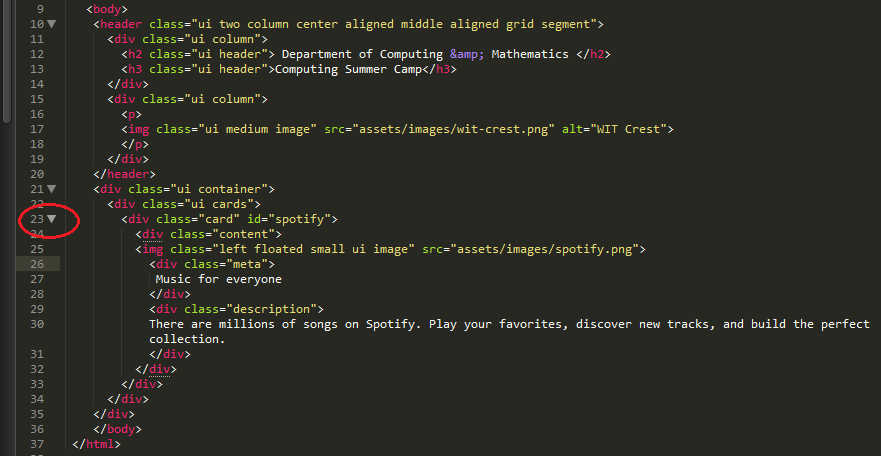 9 <body>
10 <header class="ui two column center aligned middle aligned grid segment">
11 <div class="ui column">
12 <h2 class="ui header"> Department of Computing &amp; Mathematics </h2>
13 <h3 class="ui header">Computing Summer Camp</h3>
14 </div>
15 <div class="ui column">
16 <p>
17 <img class="ui medium image" src="assets/images/wit-crest.png" alt="WIT Crest">
18 </p>
19 </div>
20 </header>
21 <div class="ui container">
22 <div class="ui cards">
23 <div class="card" id="spotify">
24 <div class="content">
25 <img class="left floated small ui image" src="assets/images/spotify.png">
26 <div class="meta">
27 Music for everyone
28 </div>
29 <div class="description">
30 There are millions of songs on Spotify. Play your favorites, discover new tracks, and build the perfect
collection.
31 </div>
32 </div>
33 </div>
34 </div>
35 </div>
36 </body>
37 </html>